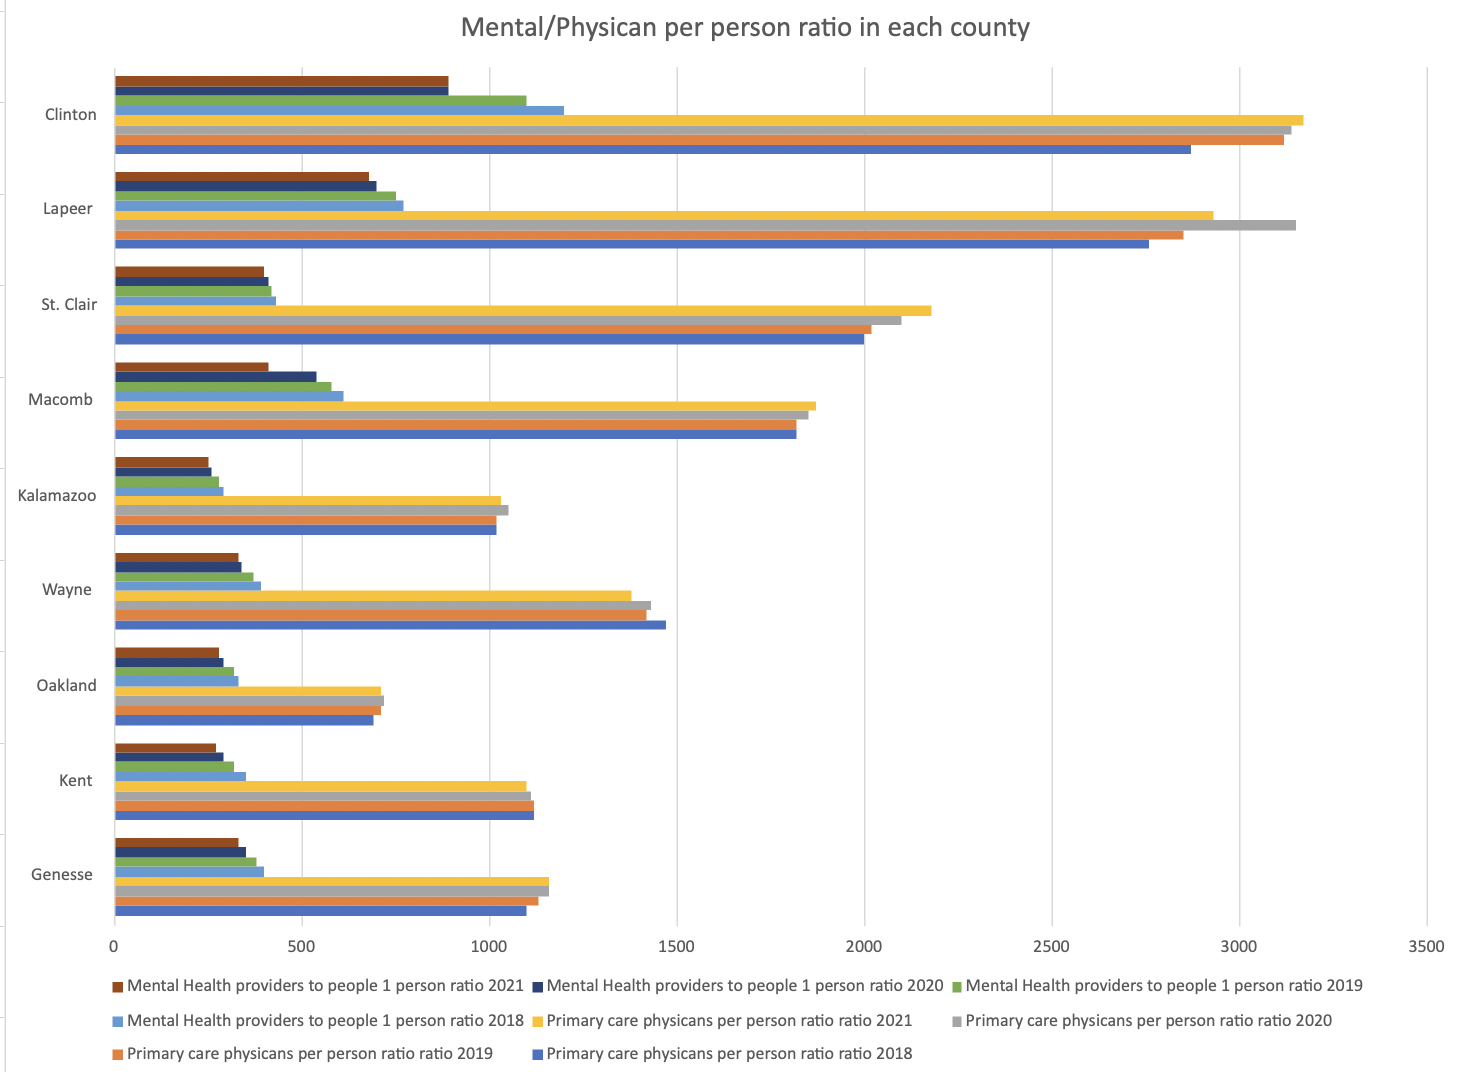 Mental/Physican per person ratio in each county
Clinton
Lapeer
St. Clair
Macomb
Kalamazoo
Wayne
Oakland
Kent
Genesse
0 500 1000 1500 2000 2500 3000 3500
Mental Health providers to people 1 person ratio 2021 Mental Health providers to people 1 person ratio 2020 Mental Health providers to people 1 person ratio 2019
Mental Health providers to people 1 person ratio 2018 Primary care physicans per person ratio ratio 2021 Primary care physicans per person ratio ratio 2020
Primary care physicans per person ratio ratio 2019 Primary care physicans per person ratio ratio 2018